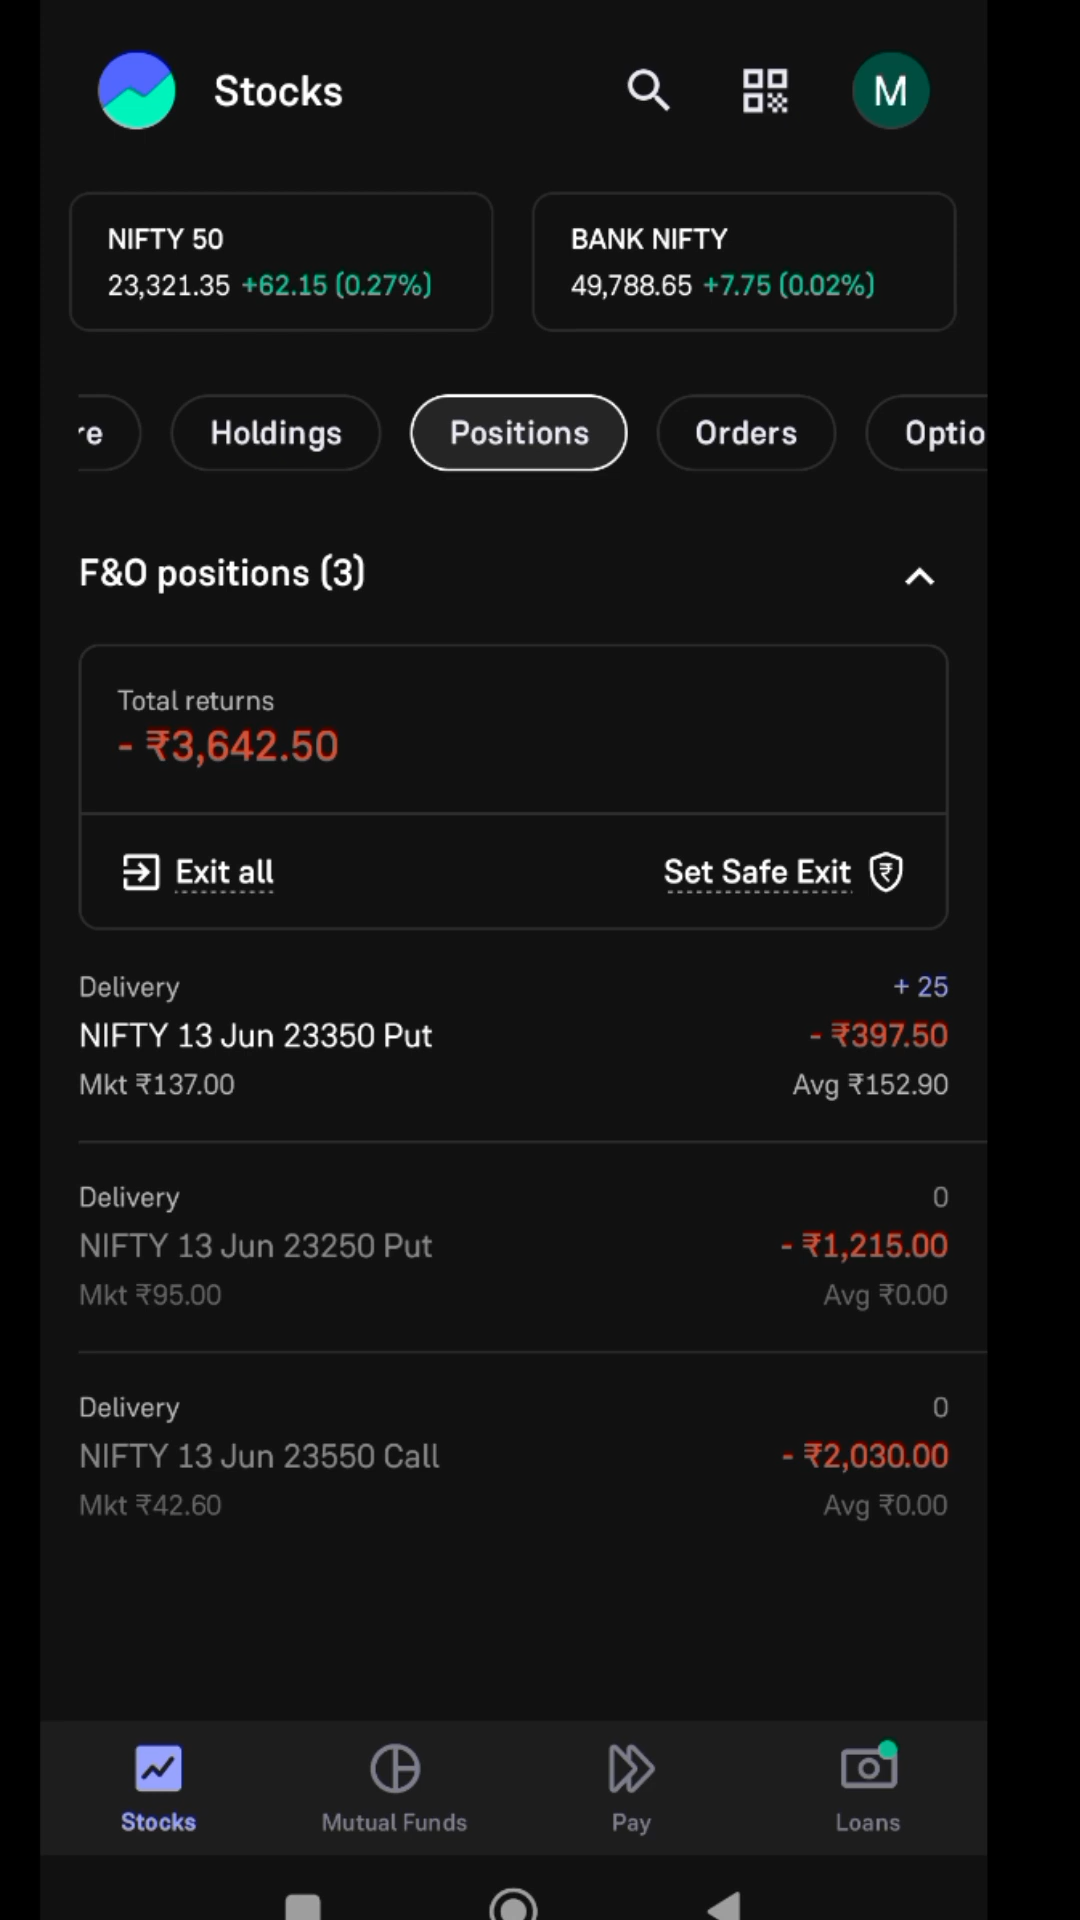 Stocks
M
NIFTY 50
23,321.35 +62.15 (0.27%)
BANK NIFTY
49,788.65 +7.75 (0.02%)
re
Holdings
Positions
Orders
Optio
F&O positions (3)
Total returns
- ₹3,642.50
Exit all
Set Safe Exit
Delivery
+ 25
NIFTY 13 Jun 23350 Put
- ₹397.50
Mkt ₹137.00
Avg ₹152.90
Delivery
0
NIFTY 13 Jun 23250 Put
- ₹1,215.00
Mkt ₹95.00
Avg ₹0.00
Delivery
0
NIFTY 13 Jun 23550 Call
- ₹2,030.00
Mkt ₹42.60
Avg ₹0.00
Stocks
Mutual Funds
Pay
Loans